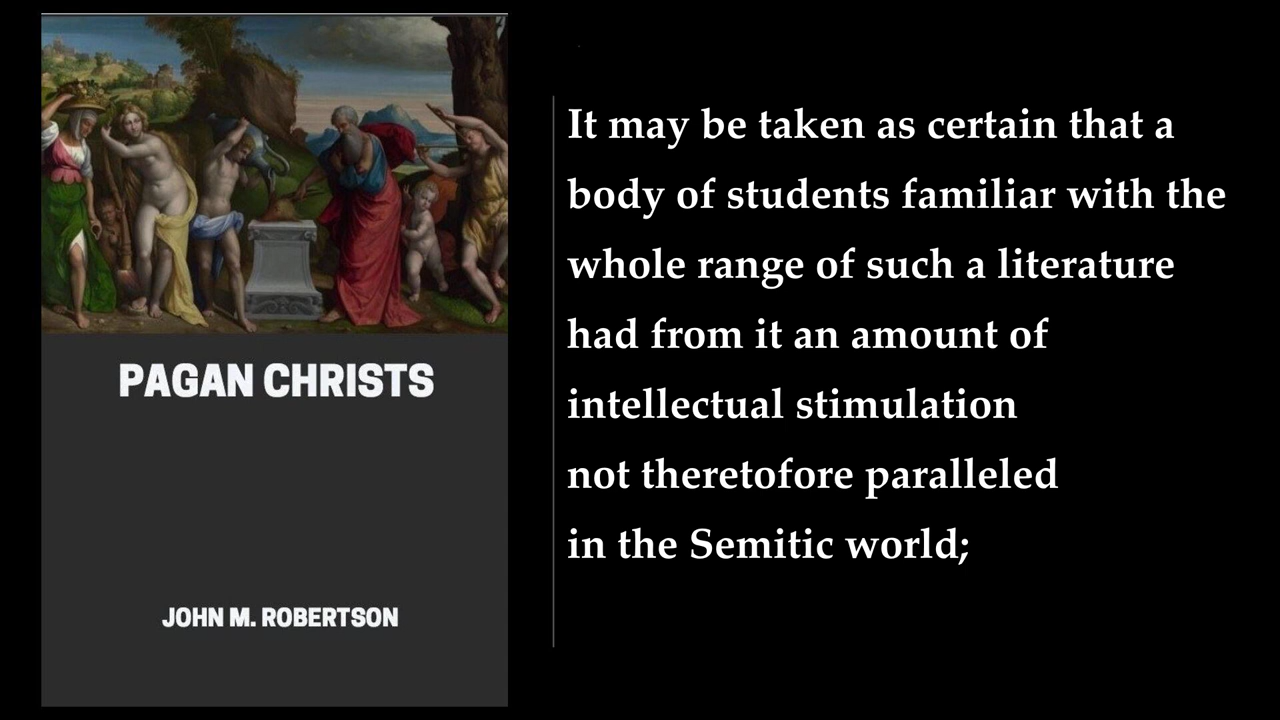 PAGAN CHRISTS
JOHN M. ROBERTSON
It may be taken as certain that a
body of students familiar with the
whole range of such a literature
had from it an amount of
intellectual stimulation
not theretofore paralleled
in the Semitic world;